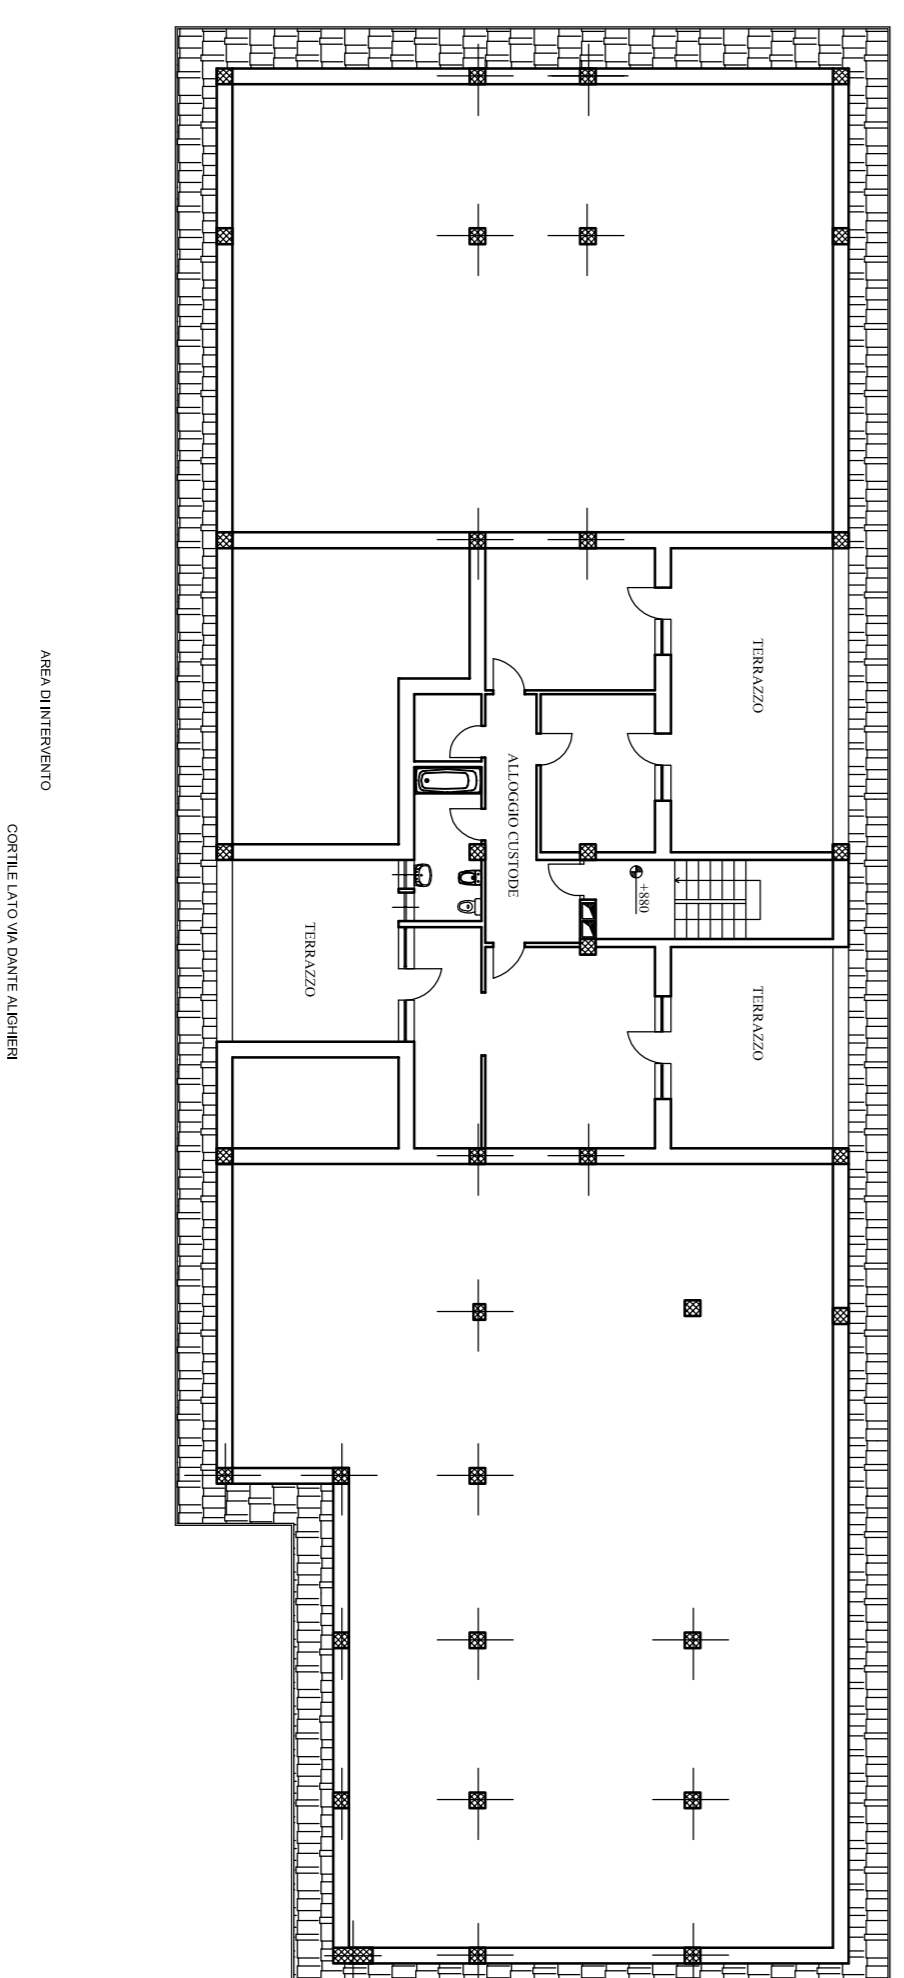 TERRAZZO
ALLOGGIO CUSTODE
+880
TERRAZZO
TERRAZZO
AREA DI INTERVENTO
CORTILE LATO VIA DANTE ALIGHIERI